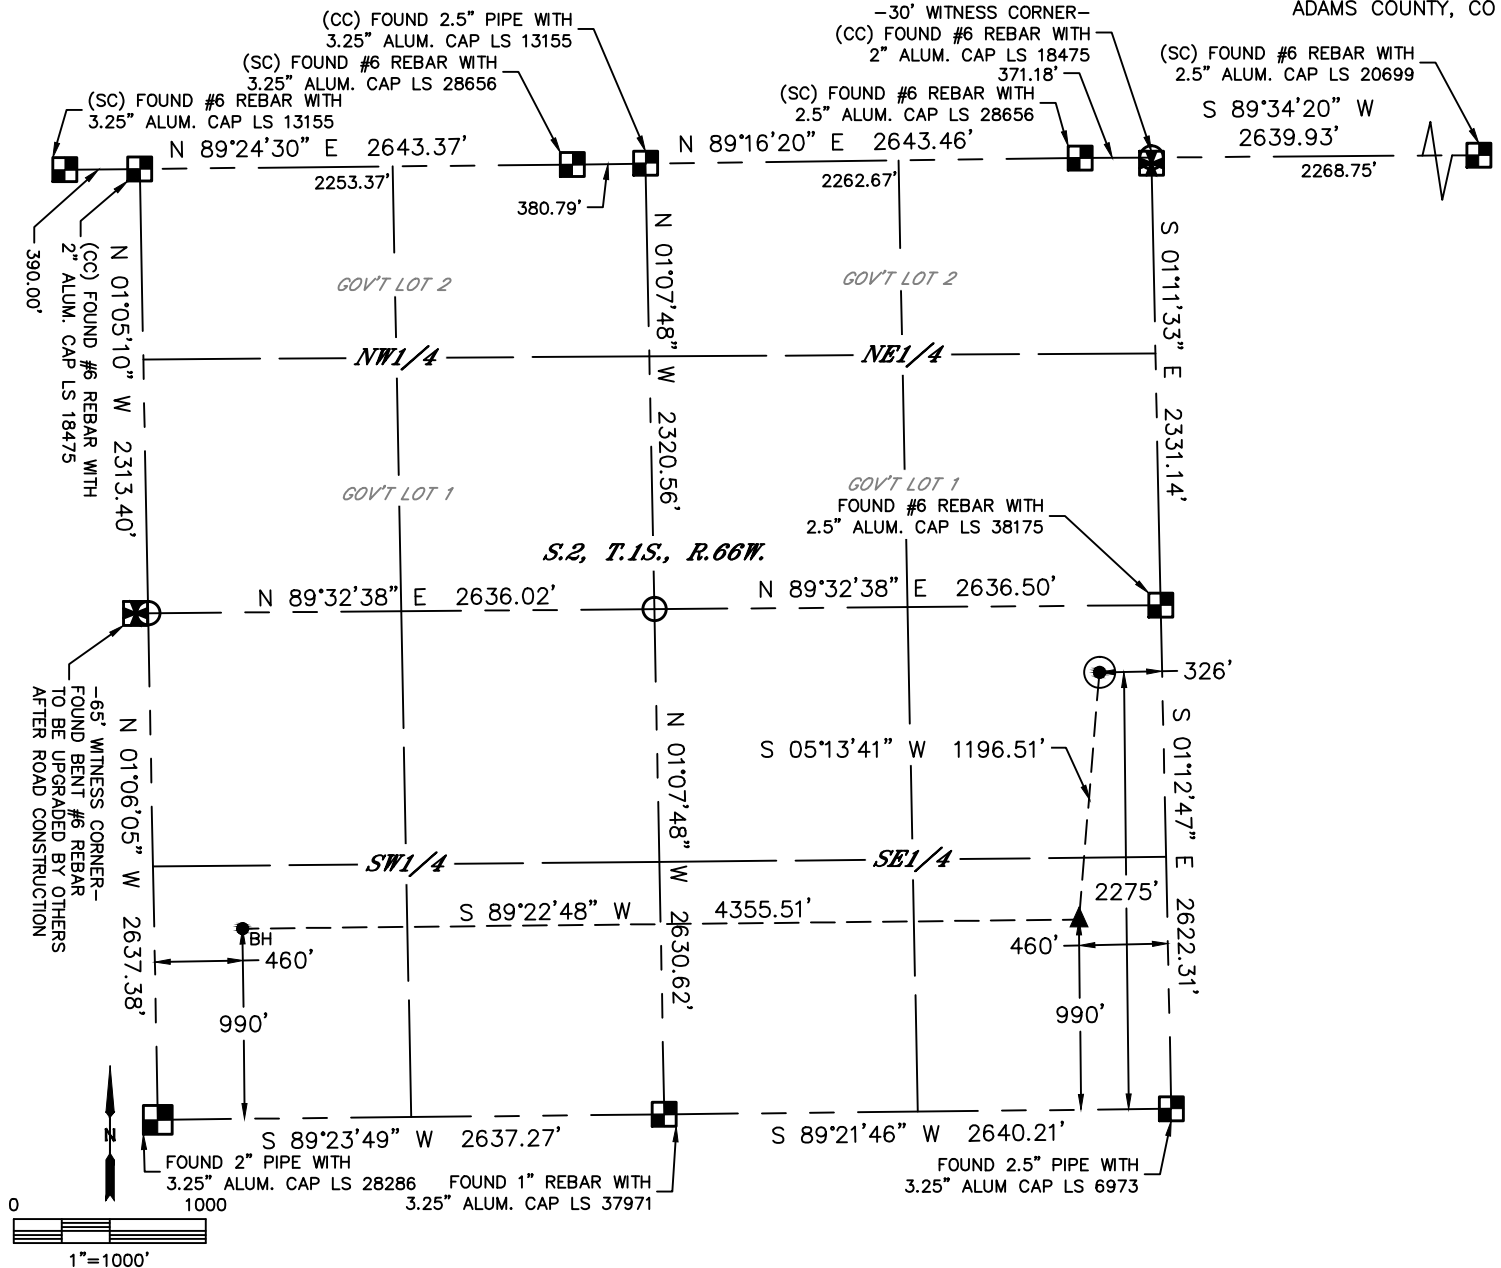 ADAMS COUNTY, CO
(CC) FOUND 2.5" PIPE WITH
3.25" ALUM. CAP LS 13155
-30' WITNESS CORNER-
(CC) FOUND #6 REBAR WITH
2" ALUM. CAP LS 18475
371.18'
(SC) FOUND #6 REBAR WITH
2.5" ALUM. CAP LS 20699
(SC) FOUND #6 REBAR WITH
3.25" ALUM. CAP LS 28656
(SC) FOUND #6 REBAR WITH
2.5" ALUM. CAP LS 28656
(SC) FOUND #6 REBAR WITH
3.25" ALUM. CAP LS 13155
S 89°34'20" W
2639.93'
2268.75'
N 89°24'30" E 2643.37'
2253.37'
380.79'
N 89°16'20" E 2643.46'
2262.67'
390.00'
(CC) FOUND #6 REBAR WITH
2" ALUM. CAP LS 18475
N 01°05'10" W 2313.40'
N 01°07'48" W 2320.56'
S 01°11'33" E 2331.14'
GOV'T LOT 2
GOV'T LOT 2
NW1/4
NE1/4
GOV'T LOT 1
GOV'T LOT 1
FOUND #6 REBAR WITH
2.5" ALUM. CAP LS 38175
S.2, T.1S., R.66W.
N 89°32'38" E 2636.02'
N 89°32'38" E 2636.50'
-65' WITNESS CORNER-
FOUND BENT #6 REBAR
TO BE UPGRADED BY OTHERS
AFTER ROAD CONSTRUCTION
326'
N 01°06'05" W 2637.38'
N 01°07'48" W 2630.62'
S 01°12'47" E 2622.31'
S 05°13'41" W 1196.51'
SW1/4
SE1/4
2275'
S 89°22'48" W 4355.51'
BH
460'
460'
990'
990'
N
S 89°23'49" W 2637.27'
S 89°21'46" W 2640.21'
FOUND 2" PIPE WITH
3.25" ALUM. CAP LS 28286
FOUND 1" REBAR WITH
3.25" ALUM. CAP LS 37971
FOUND 2.5" PIPE WITH
3.25" ALUM CAP LS 6973
0 1000
1"=1000'